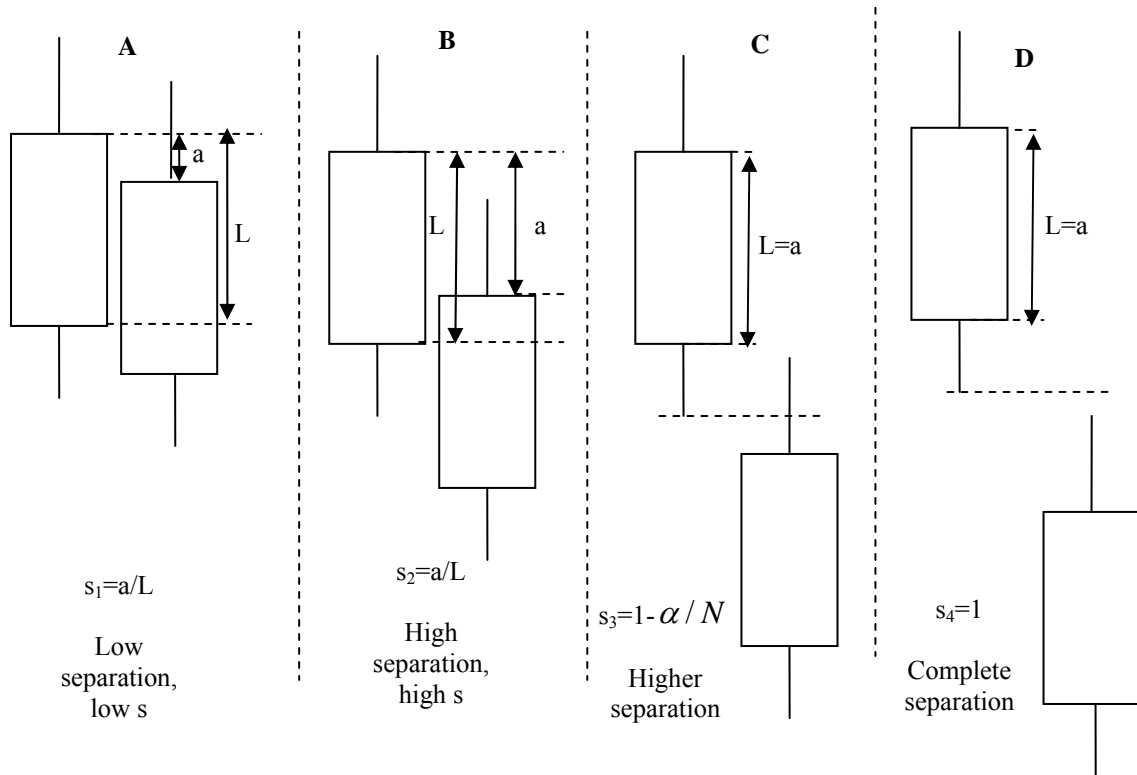 A
a
L
s₁=a/L
Low
separation,
low s
B
L
a
s₂=a/L
High
separation,
high s
C
L=a
s₃=1-α/N
Higher
separation
D
L=a
s₄=1
Complete
separation